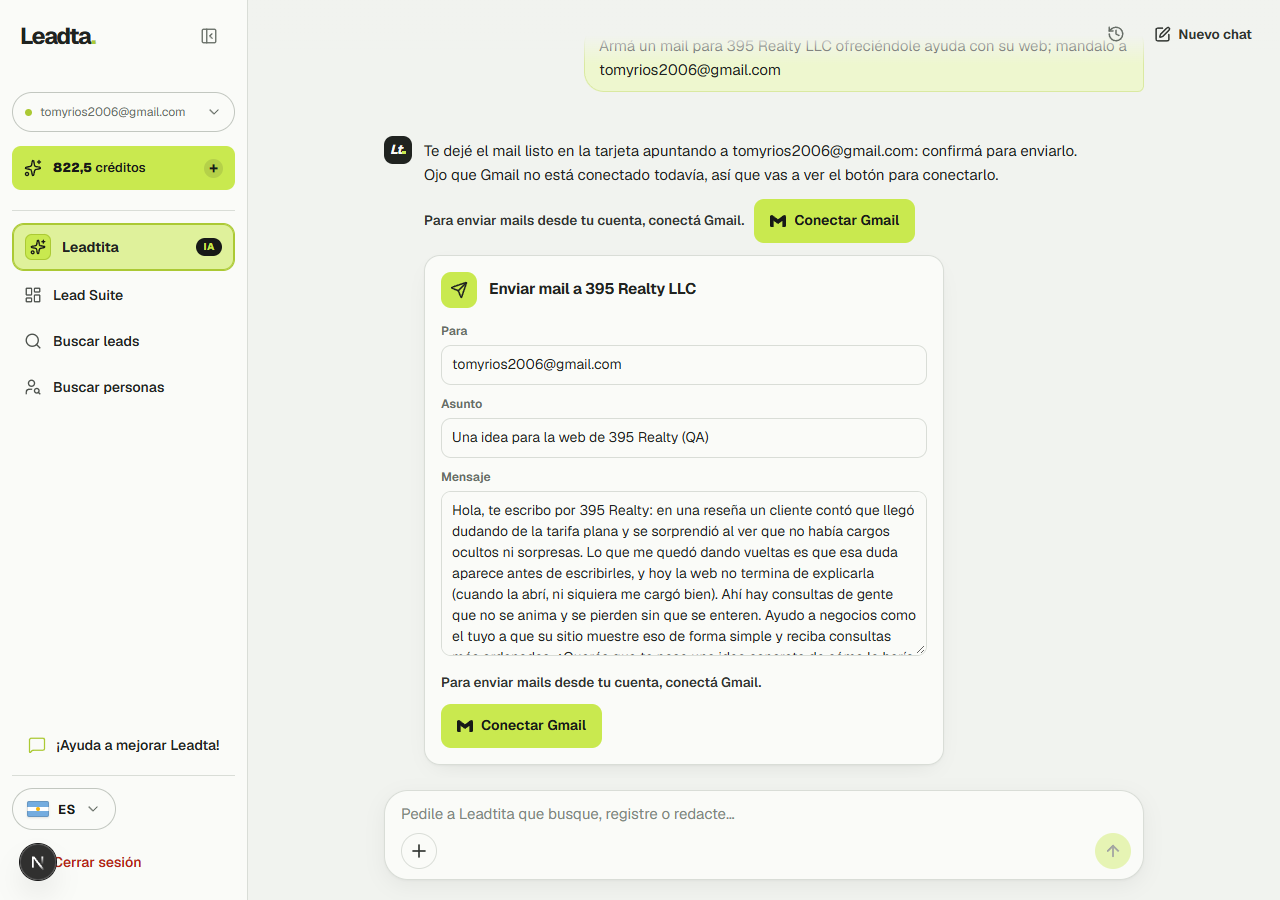 Leadta.
Nuevo chat
tomyrios2006@gmail.com
822,5 créditos
Leadtita
IA
Lead Suite
Buscar leads
Buscar personas
¡Ayuda a mejorar Leadta!
ES
N
Cerrar sesión
Armá un mail para 395 Realty LLC ofreciéndole ayuda con su web; mandalo a
tomyrios2006@gmail.com
Lt.
Te dejé el mail listo en la tarjeta apuntando a tomyrios2006@gmail.com: confirmá para enviarlo.
Ojo que Gmail no está conectado todavía, así que vas a ver el botón para conectarlo.
Para enviar mails desde tu cuenta, conectá Gmail.
Conectar Gmail
Enviar mail a 395 Realty LLC
Para
tomyrios2006@gmail.com
Asunto
Una idea para la web de 395 Realty (QA)
Mensaje
Hola, te escribo por 395 Realty: en una reseña un cliente contó que llegó
dudando de la tarifa plana y se sorprendió al ver que no había cargos
ocultos ni sorpresas. Lo que me quedó dando vueltas es que esa duda
aparece antes de escribirles, y hoy la web no termina de explicarla
(cuando la abrí, ni siquiera me cargó bien). Ahí hay consultas de gente
que no se anima y se pierden sin que se enteren. Ayudo a negocios como
el tuyo a que su sitio muestre eso de forma simple y reciba consultas
Para enviar mails desde tu cuenta, conectá Gmail.
Conectar Gmail
Pedile a Leadtita que busque, registre o redacte…